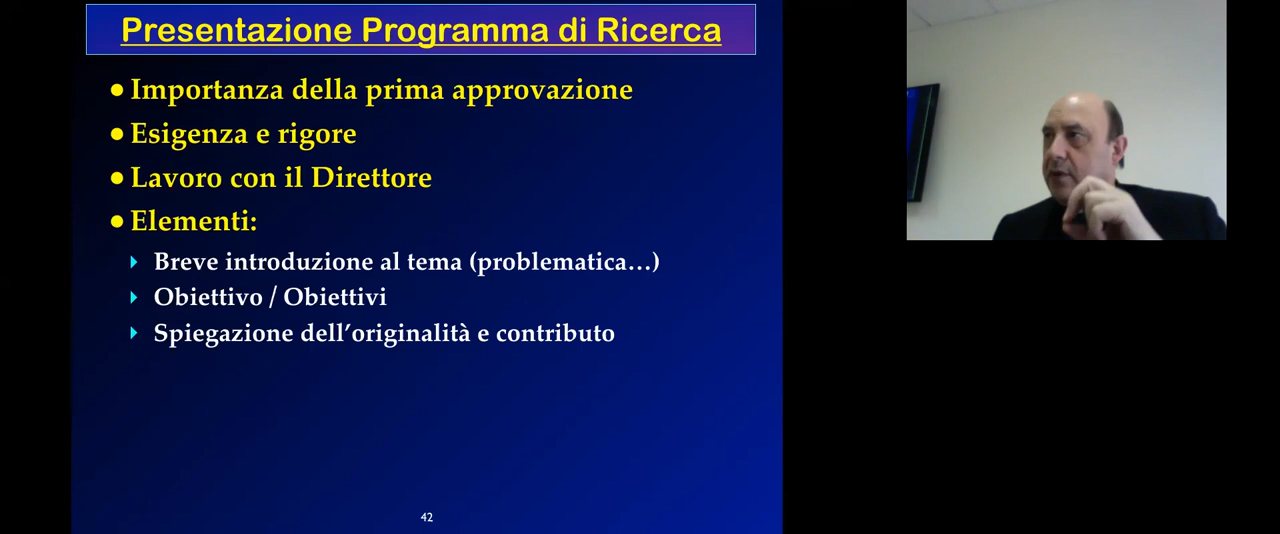 Presentazione Programma di Ricerca
● Importanza della prima approvazione
● Esigenza e rigore
● Lavoro con il Direttore
● Elementi:
Breve introduzione al tema (problematica…)
Obiettivo / Obiettivi
Spiegazione dell’originalità e contributo
42